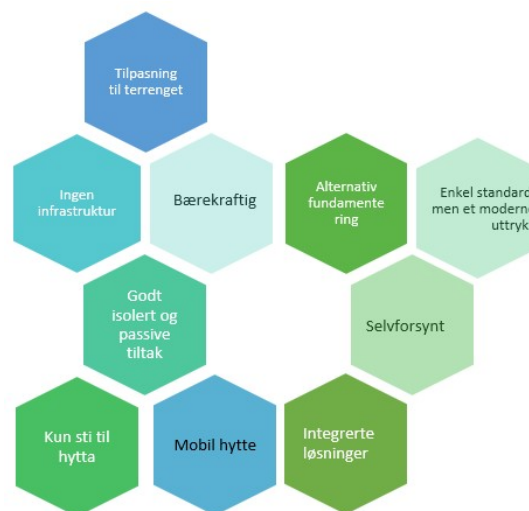 Tilpasning
til terrenget
Ingen
infrastruktur
Bærekraftig
Alternativ
fundamente
ring
Enkel standard
men et moderne
uttryk
Godt
isolert og
passive
tiltak
Selvforsynt
Kun sti til
hytta
Mobil hytte
Integrerte
løsninger